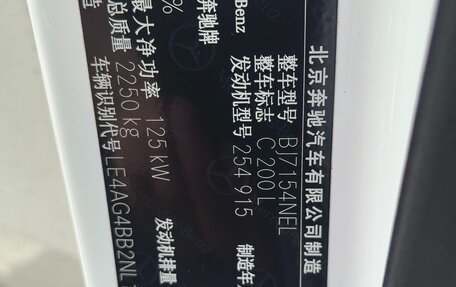 北京奔驰汽车有限公司制造
奔驰牌 整车型号 BJ7154NEL
Benz 整车标志 C 200 L
发动机型号 254 915 制造年
% 最大净功率 125 kW 发动机排量
总质量 2250 kg
车辆识别代号 LE4AG4BB2NL
造